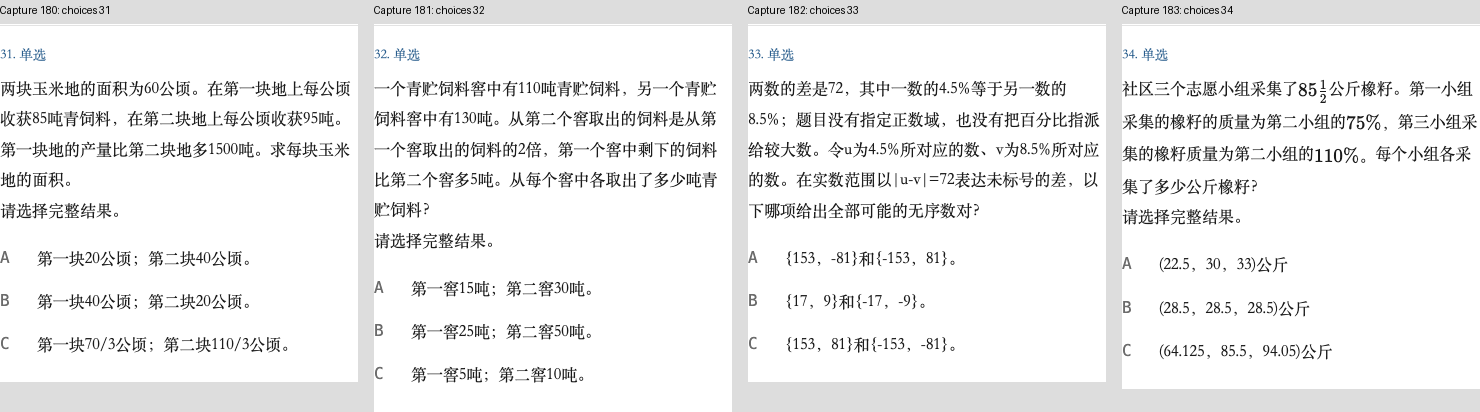 Capture 180: choices 31
31. 单选
两块玉米地的面积为60公顷。在第一块地上每公顷
收获85吨青饲料，在第二块地上每公顷收获95吨。
第一块地的产量比第二块地多1500吨。求每块玉米
地的面积。
请选择完整结果。
A 第一块20公顷；第二块40公顷。
B 第一块40公顷；第二块20公顷。
C 第一块70/3公顷；第二块110/3公顷。
Capture 181: choices 32
32. 单选
一个青贮饲料窖中有110吨青贮饲料，另一个青贮
饲料窖中有130吨。从第二个窖取出的饲料是从第
一个窖取出的饲料的2倍，第一个窖中剩下的饲料
比第二个窖多5吨。从每个窖中各取出了多少吨青
贮饲料?
请选择完整结果。
A 第一窖15吨；第二窖30吨。
B 第一窖25吨；第二窖50吨。
C 第一窖5吨；第二窖10吨。
Capture 182: choices 33
33. 单选
两数的差是72，其中一数的4.5%等于另一数的
8.5%；题目没有指定正数域，也没有把百分比指派
给较大数。令u为4.5%所对应的数、v为8.5%所对应
的数。在实数范围以|u-v|=72表达未标号的差，以
下哪项给出全部可能的无序数对?
A {153，-81}和{-153，81}。
B {17，9}和{-17，-9}。
C {153，81}和{-153，-81}。
Capture 183: choices 34
34. 单选
社区三个志愿小组采集了85 1/2公斤橡籽。第一小组
采集的橡籽的质量为第二小组的75%，第三小组采
集的橡籽质量为第二小组的110%。每个小组各采
集了多少公斤橡籽?
请选择完整结果。
A (22.5，30，33)公斤
B (28.5，28.5，28.5)公斤
C (64.125，85.5，94.05)公斤